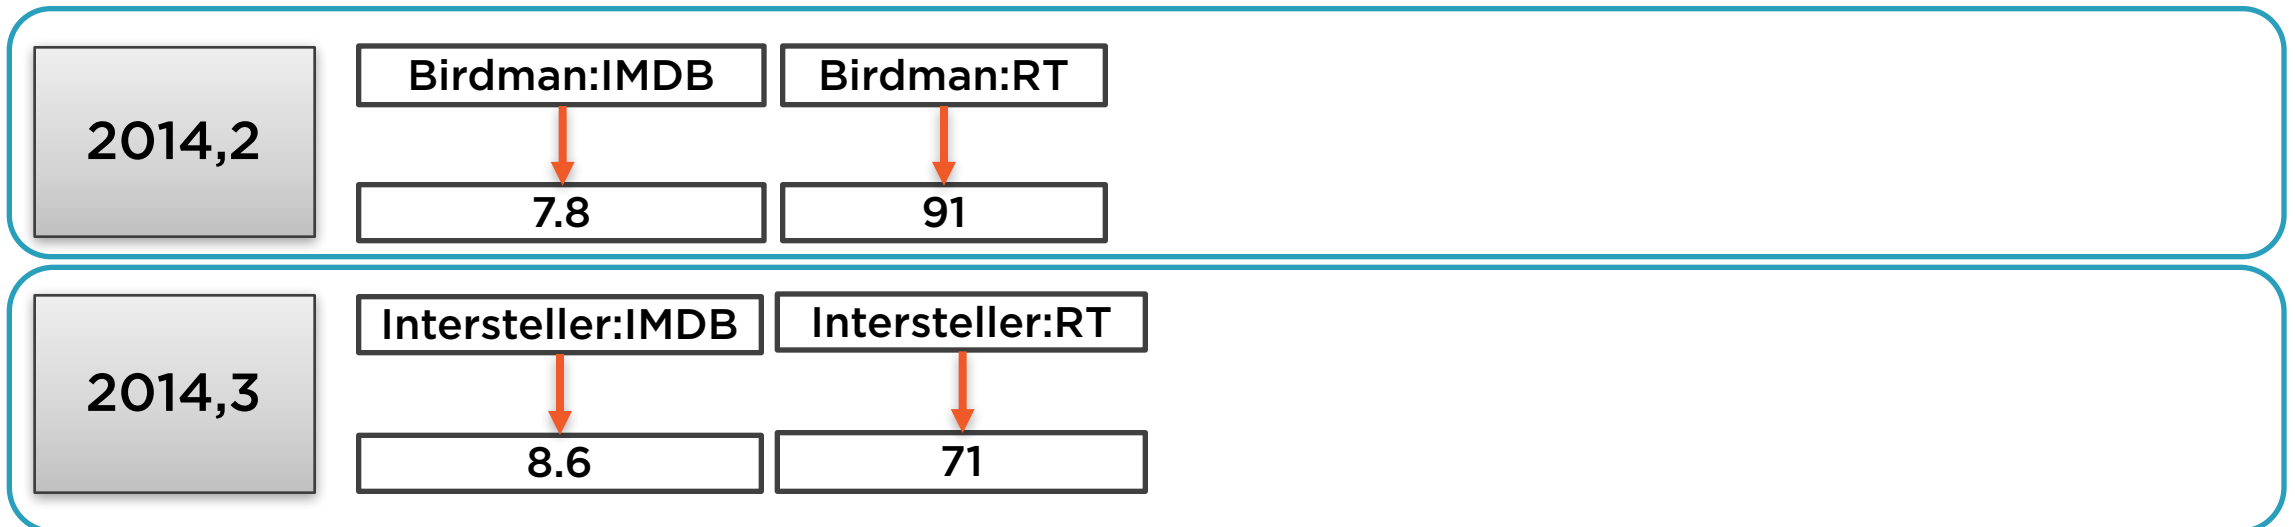 2014,2
Birdman:IMDB
Birdman:RT
7.8
91
2014,3
Intersteller:IMDB
Intersteller:RT
8.6
71